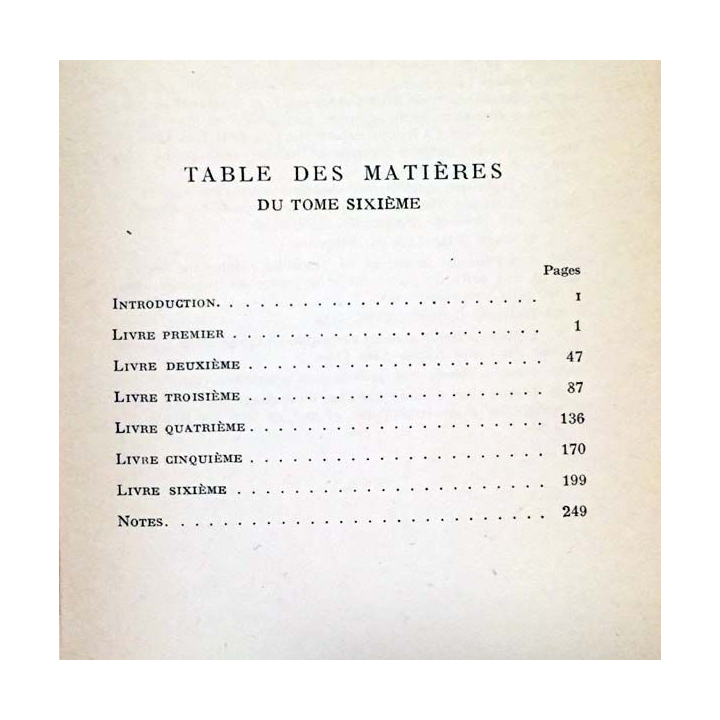 TABLE DES MATIÈRES
DU TOME SIXIÈME
Pages
INTRODUCTION. . . . . . . . . . . . . . . . . . . . . . . I
LIVRE PREMIER . . . . . . . . . . . . . . . . . . . . . . 1
LIVRE DEUXIÈME . . . . . . . . . . . . . . . . . . . . . 47
LIVRE TROISIÈME . . . . . . . . . . . . . . . . . . . . . 87
LIVRE QUATRIÈME . . . . . . . . . . . . . . . . . . . . . 136
LIVRE CINQUIÈME . . . . . . . . . . . . . . . . . . . . . 170
LIVRE SIXIÈME . . . . . . . . . . . . . . . . . . . . . . 199
NOTES. . . . . . . . . . . . . . . . . . . . . . . . . . 249